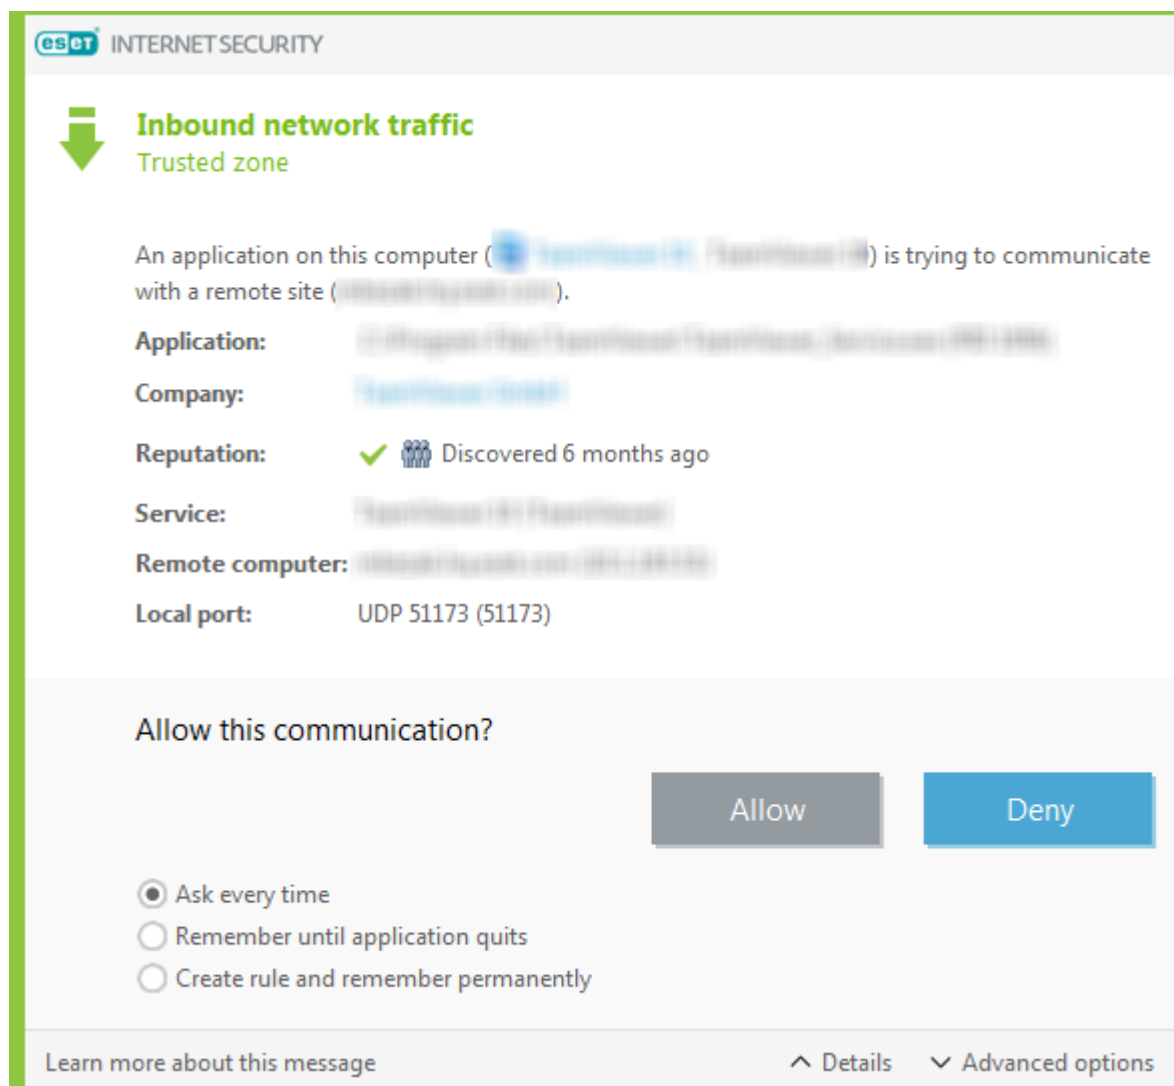 eset INTERNET SECURITY
Inbound network traffic
Trusted zone
An application on this computer ( ) is trying to communicate
with a remote site ( ).
Application:
Company:
Reputation: Discovered 6 months ago
Service:
Remote computer:
Local port: UDP 51173 (51173)
Allow this communication?
Allow Deny
Ask every time
Remember until application quits
Create rule and remember permanently
Learn more about this message Details Advanced options